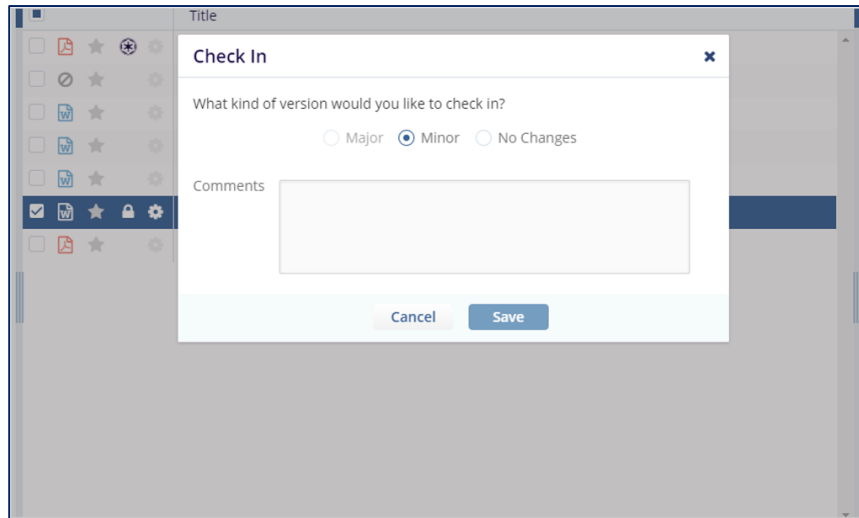 Title
Check In
What kind of version would you like to check in?
Major Minor No Changes
Comments
Cancel Save